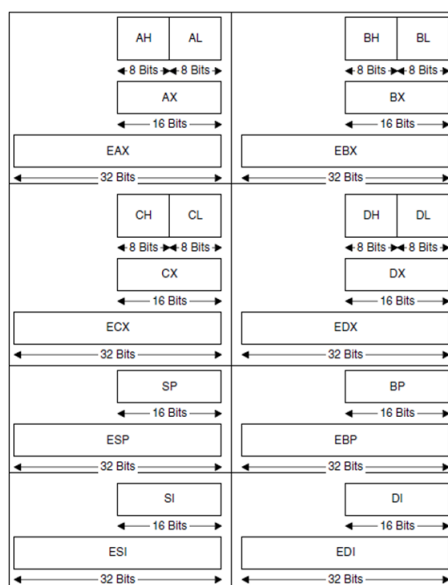 AH AL BH BL
8 Bits 8 Bits 8 Bits 8 Bits
AX BX
16 Bits 16 Bits
EAX EBX
32 Bits 32 Bits
CH CL DH DL
8 Bits 8 Bits 8 Bits 8 Bits
CX DX
16 Bits 16 Bits
ECX EDX
32 Bits 32 Bits
SP BP
16 Bits 16 Bits
ESP EBP
32 Bits 32 Bits
SI DI
16 Bits 16 Bits
ESI EDI
32 Bits 32 Bits